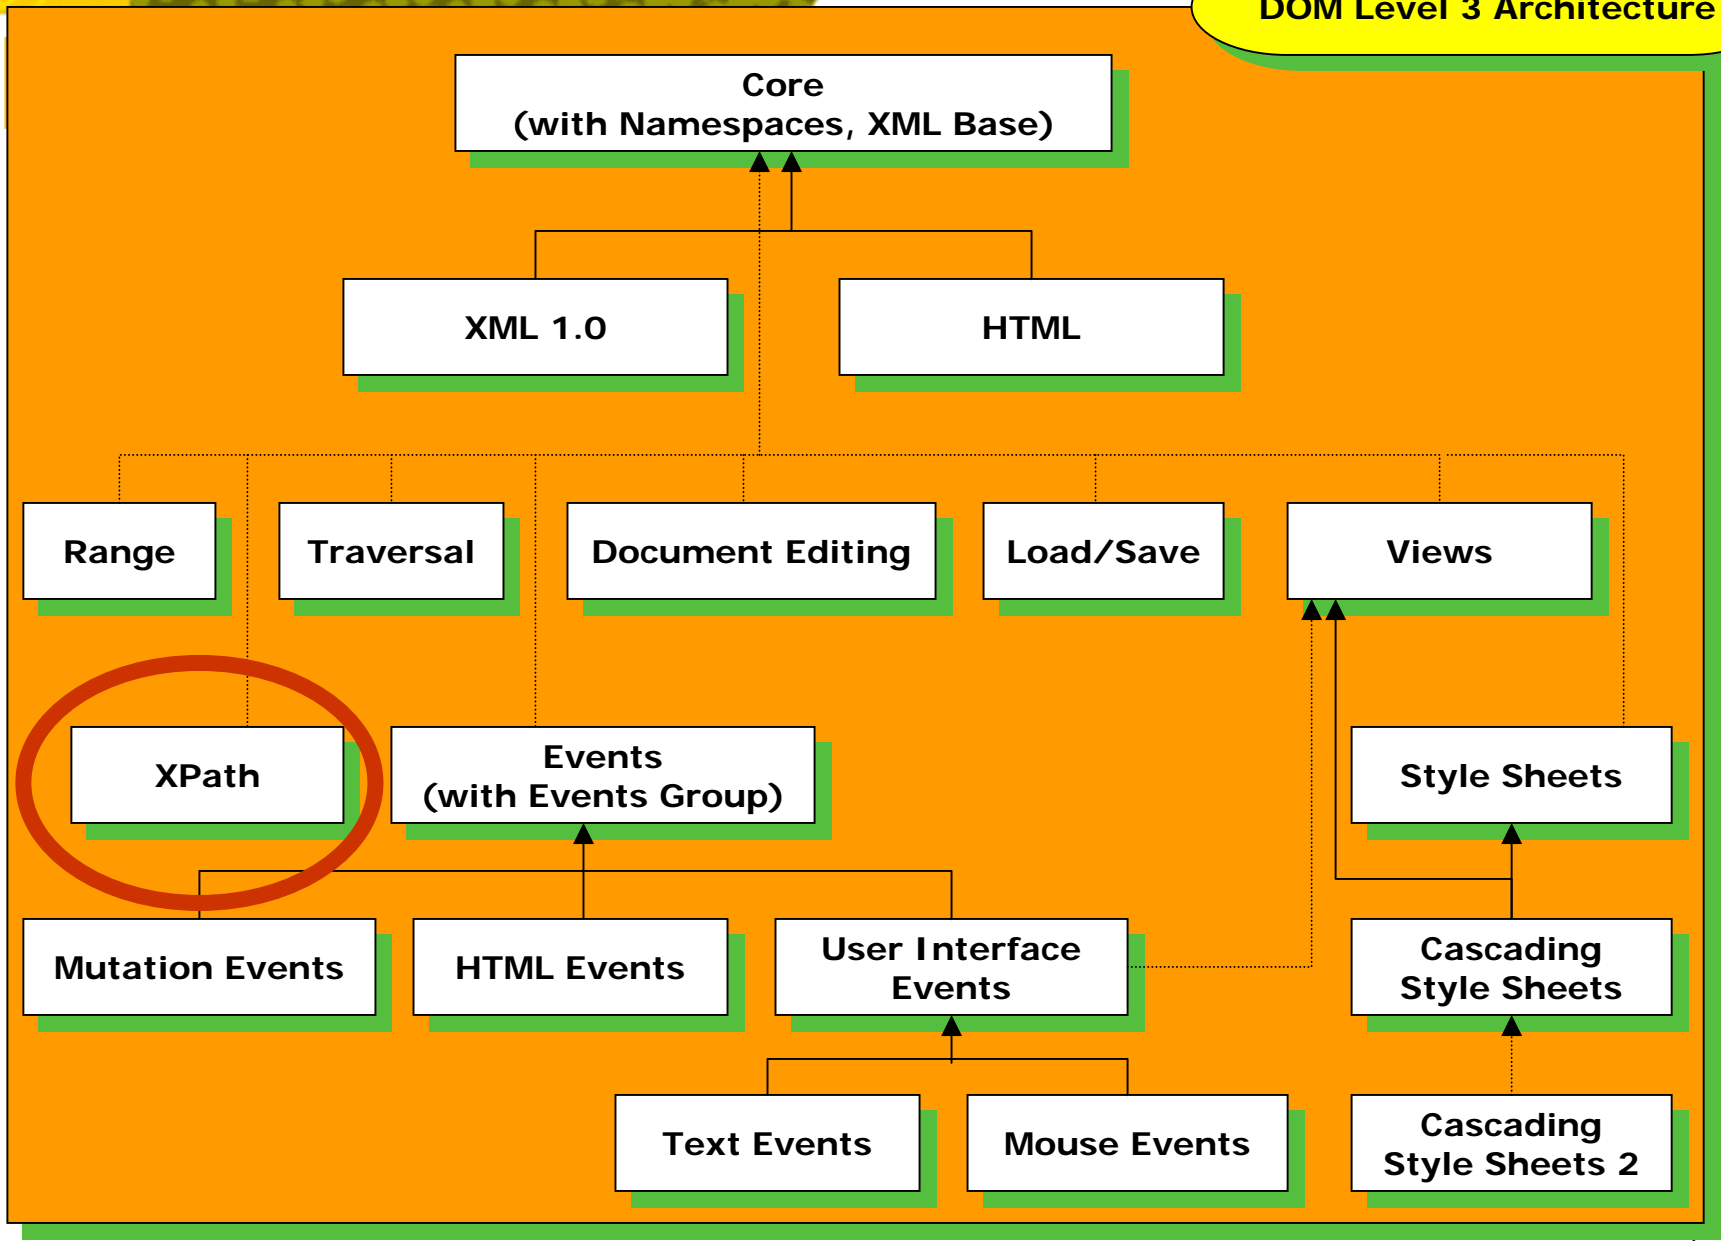 DOM Level 3 Architecture
Core
(with Namespaces, XML Base)
XML 1.0
HTML
Range
Traversal
Document Editing
Load/Save
Views
XPath
Events
(with Events Group)
Style Sheets
Mutation Events
HTML Events
User Interface
Events
Cascading
Style Sheets
Text Events
Mouse Events
Cascading
Style Sheets 2